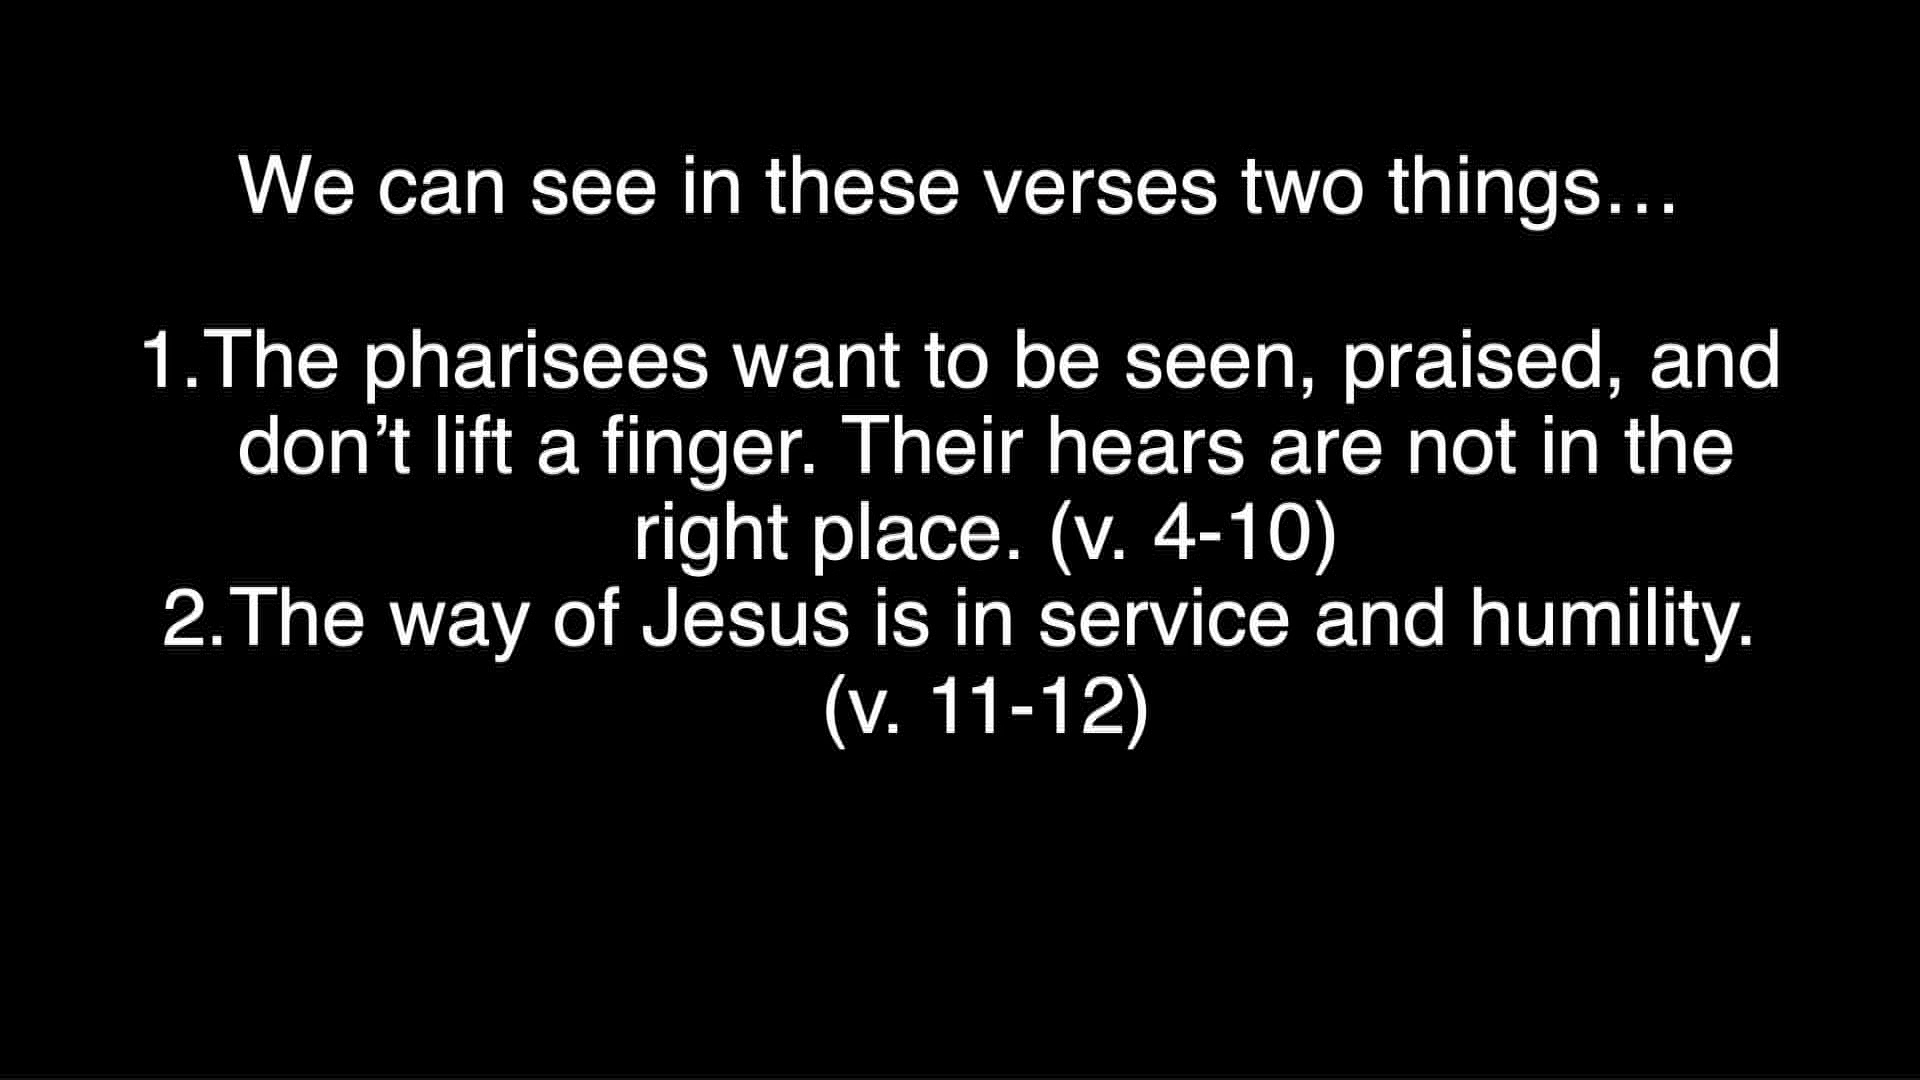 We can see in these verses two things…
1.The pharisees want to be seen, praised, and
don’t lift a finger. Their hears are not in the
right place. (v. 4-10)
2.The way of Jesus is in service and humility.
(v. 11-12)